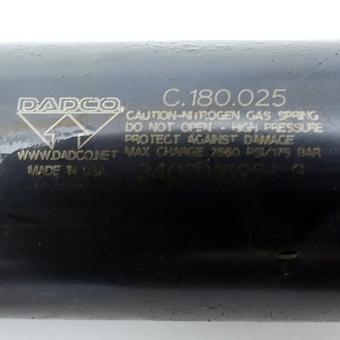 DADCO
C.180.025
CAUTION-NITROGEN GAS SPRING
DO NOT OPEN - HIGH PRESSURE
PROTECT AGAINST DAMAGE
MAX CHARGE 2560 PSI/175 BAR
WWW.DADCO.NET
MADE IN USA